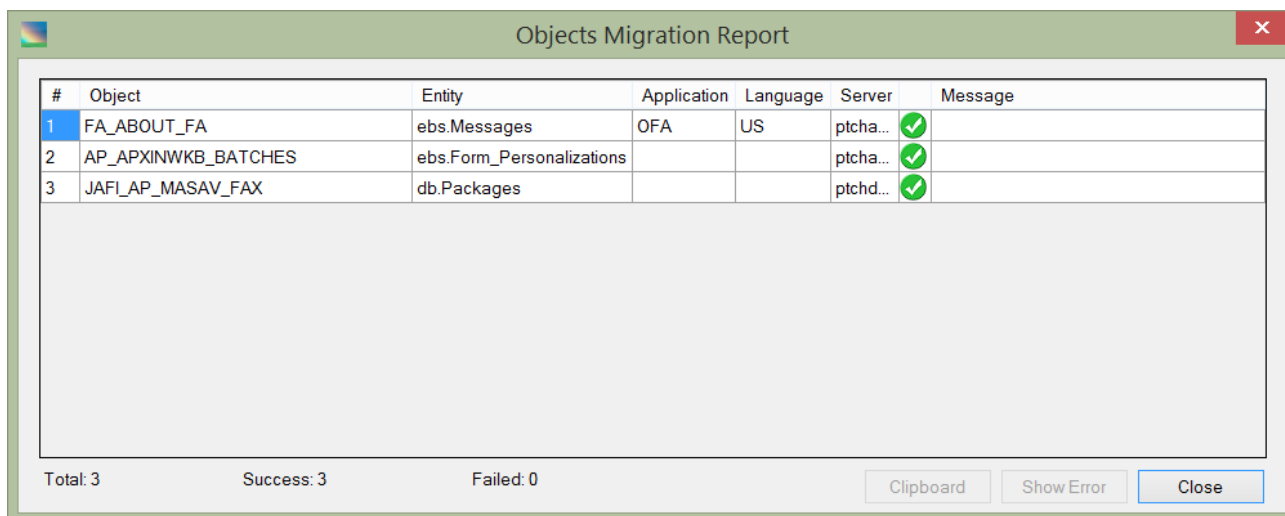 Objects Migration Report
# Object Entity Application Language Server Message
1 FA_ABOUT_FA ebs.Messages OFA US ptcha...
2 AP_APXINWKB_BATCHES ebs.Form_Personalizations ptcha...
3 JAFI_AP_MASAV_FAX db.Packages ptchd...
Total: 3 Success: 3 Failed: 0 Clipboard Show Error Close